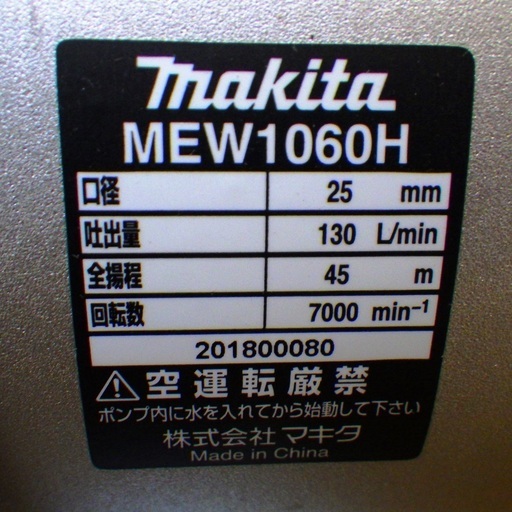 makita
MEW1060H
口径 25 mm
吐出量 130 L/min
全揚程 45 m
回転数 7000 min⁻¹
201800080
⚠空運転厳禁
ポンプ内に水を入れてから始動して下さい
株式会社マキタ
Made in China